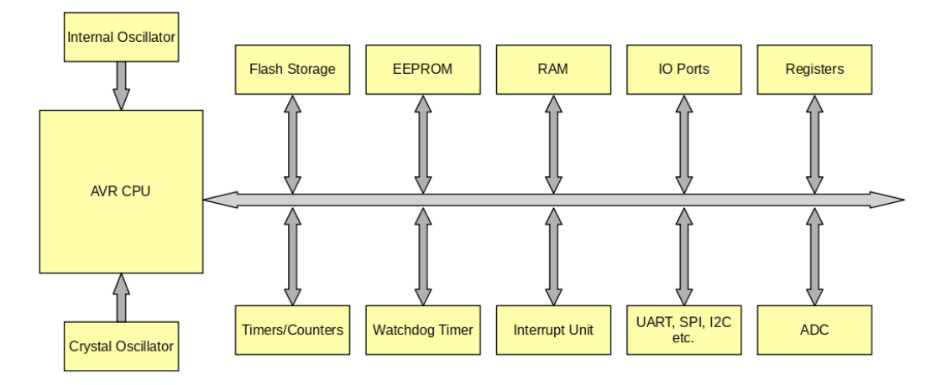 Internal Oscillator
Flash Storage
EEPROM
RAM
IO Ports
Registers
AVR CPU
Timers/Counters
Watchdog Timer
Interrupt Unit
UART, SPI, I2C
etc.
ADC
Crystal Oscillator